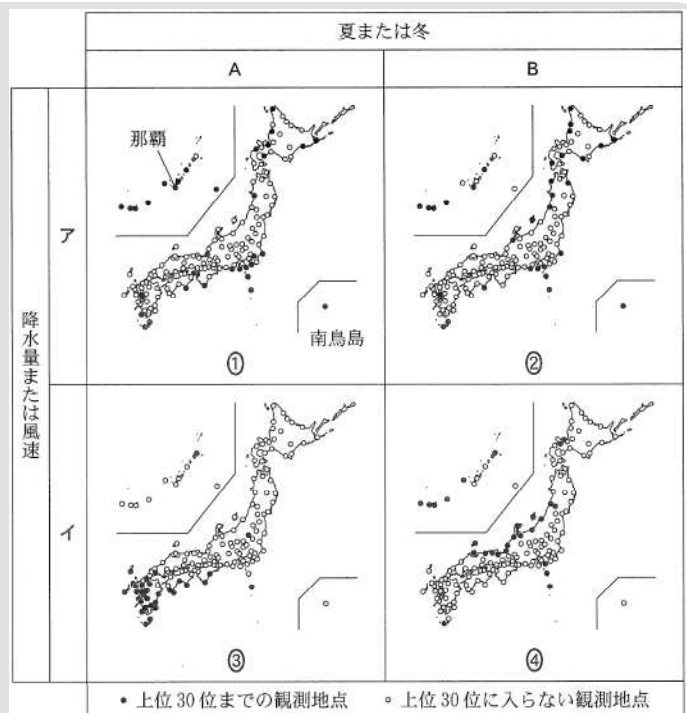 夏または冬
A
B
降水量または風速
ア
那覇
南鳥島
①
②
イ
③
④
• 上位30位までの観測地点 ◦ 上位30位に入らない観測地点